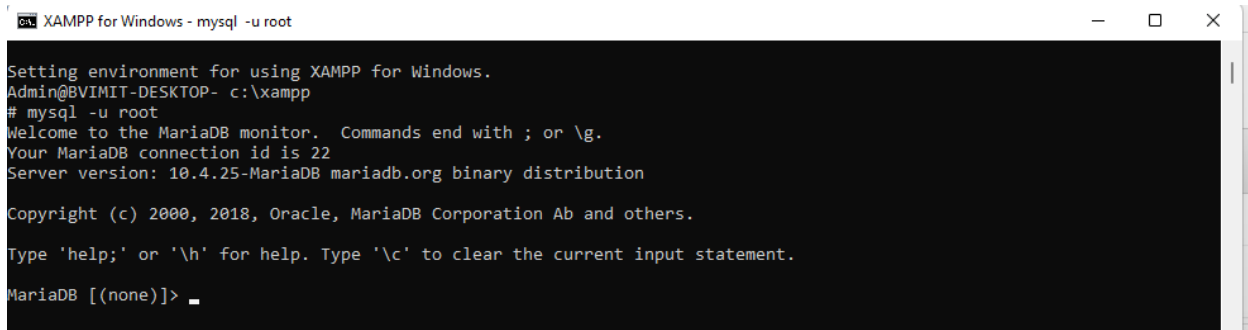 XAMPP for Windows - mysql -u root
Setting environment for using XAMPP for Windows.
Admin@BVIMIT-DESKTOP- c:\xampp
# mysql -u root
Welcome to the MariaDB monitor.  Commands end with ; or \g.
Your MariaDB connection id is 22
Server version: 10.4.25-MariaDB mariadb.org binary distribution
Copyright (c) 2000, 2018, Oracle, MariaDB Corporation Ab and others.
Type 'help;' or '\h' for help. Type '\c' to clear the current input statement.
MariaDB [(none)]> _